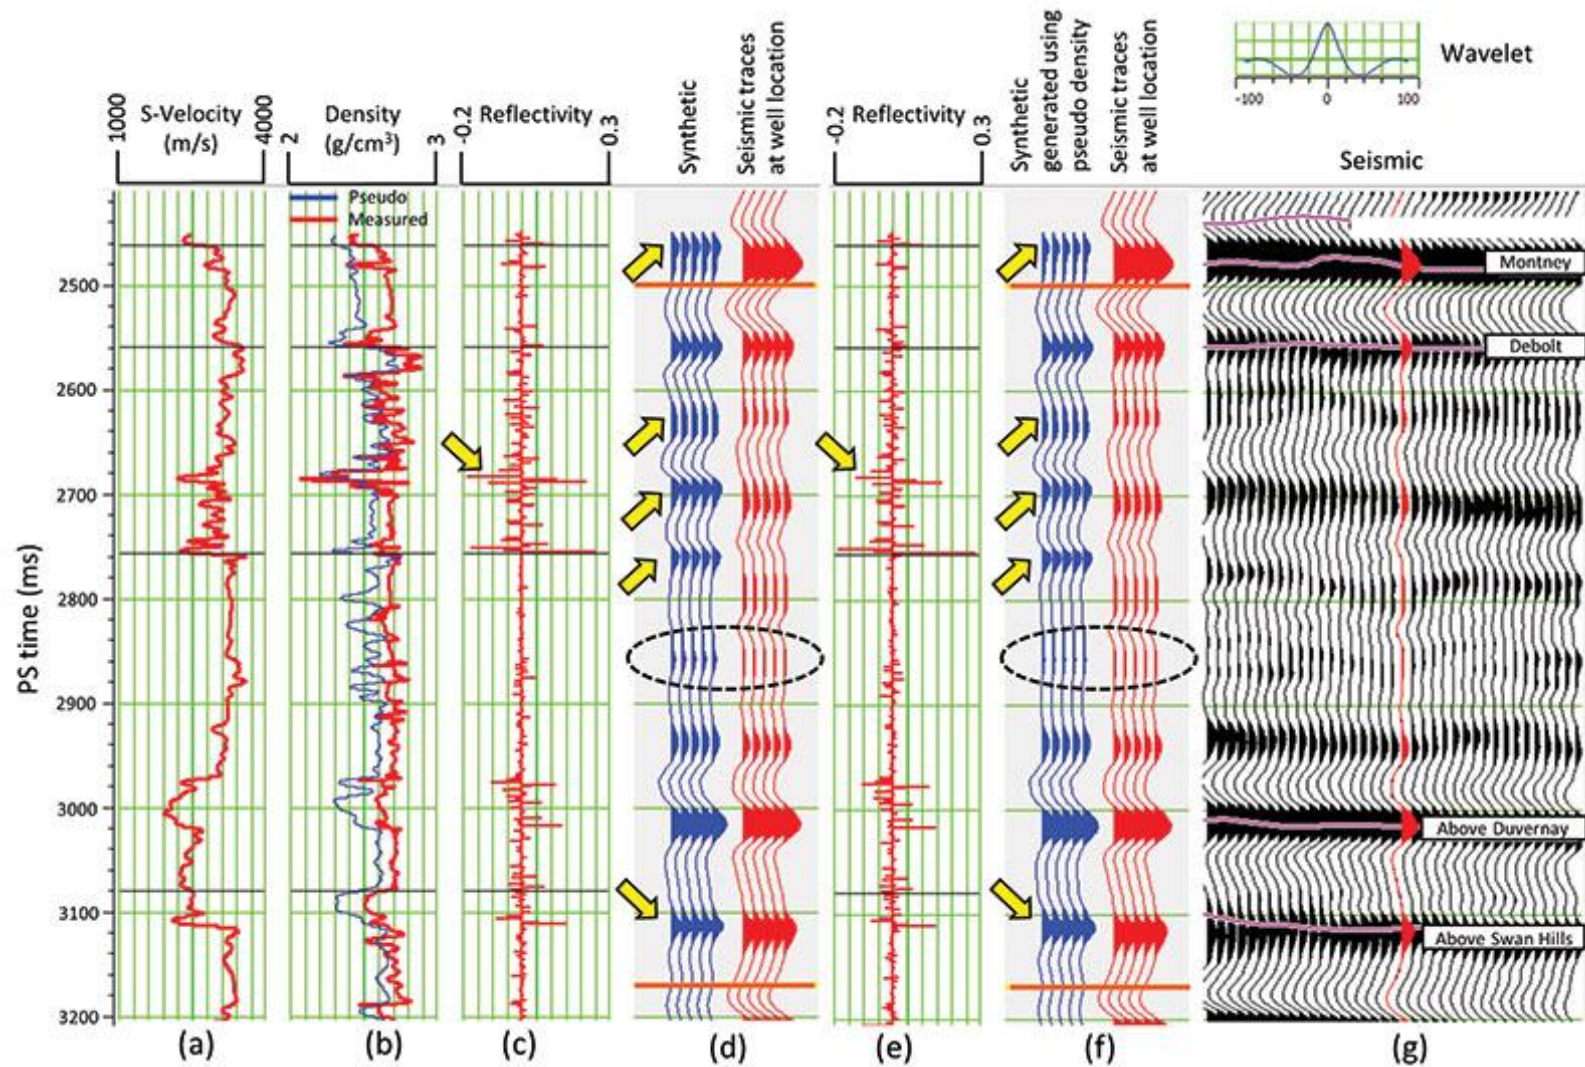 Wavelet
-100 0 100
1000 S-Velocity (m/s) 4000
2 Density (g/cm³) 3
-0.2 Reflectivity 0.3
Synthetic
Seismic traces
at well location
-0.2 Reflectivity 0.3
Synthetic
generated using
pseudo density
Seismic traces
at well location
Seismic
Pseudo
Measured
PS time (ms)
2500
2600
2700
2800
2900
3000
3100
3200
Montney
Debolt
Above Duvernay
Above Swan Hills
(a) (b) (c) (d) (e) (f) (g)